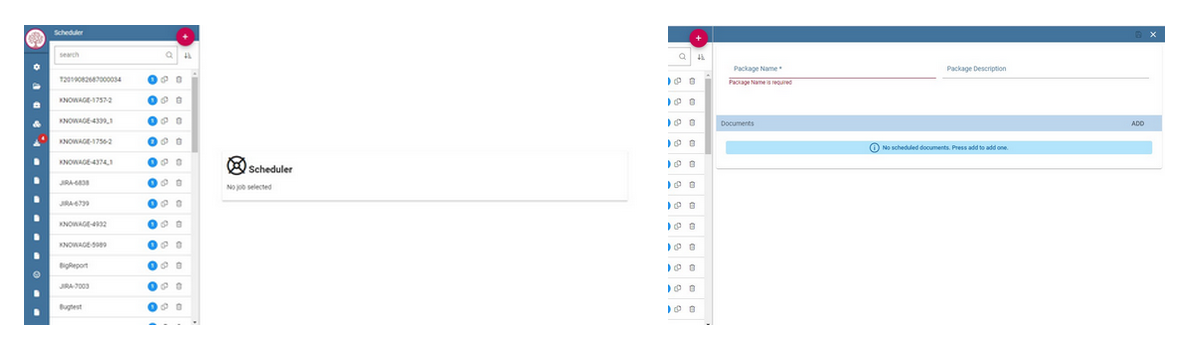 Scheduler
+
search
T2019082687000034
KNOWAGE-1757-2
KNOWAGE-4339_1
KNOWAGE-1756-2
KNOWAGE-4374_1
JIRA-6838
JIRA-6739
KNOWAGE-4932
KNOWAGE-5989
BigReport
JIRA-7003
Bugtest
Scheduler
No job selected
+
Package Name *
Package Description
Package Name is required
Documents
ADD
No scheduled documents. Press add to add one.